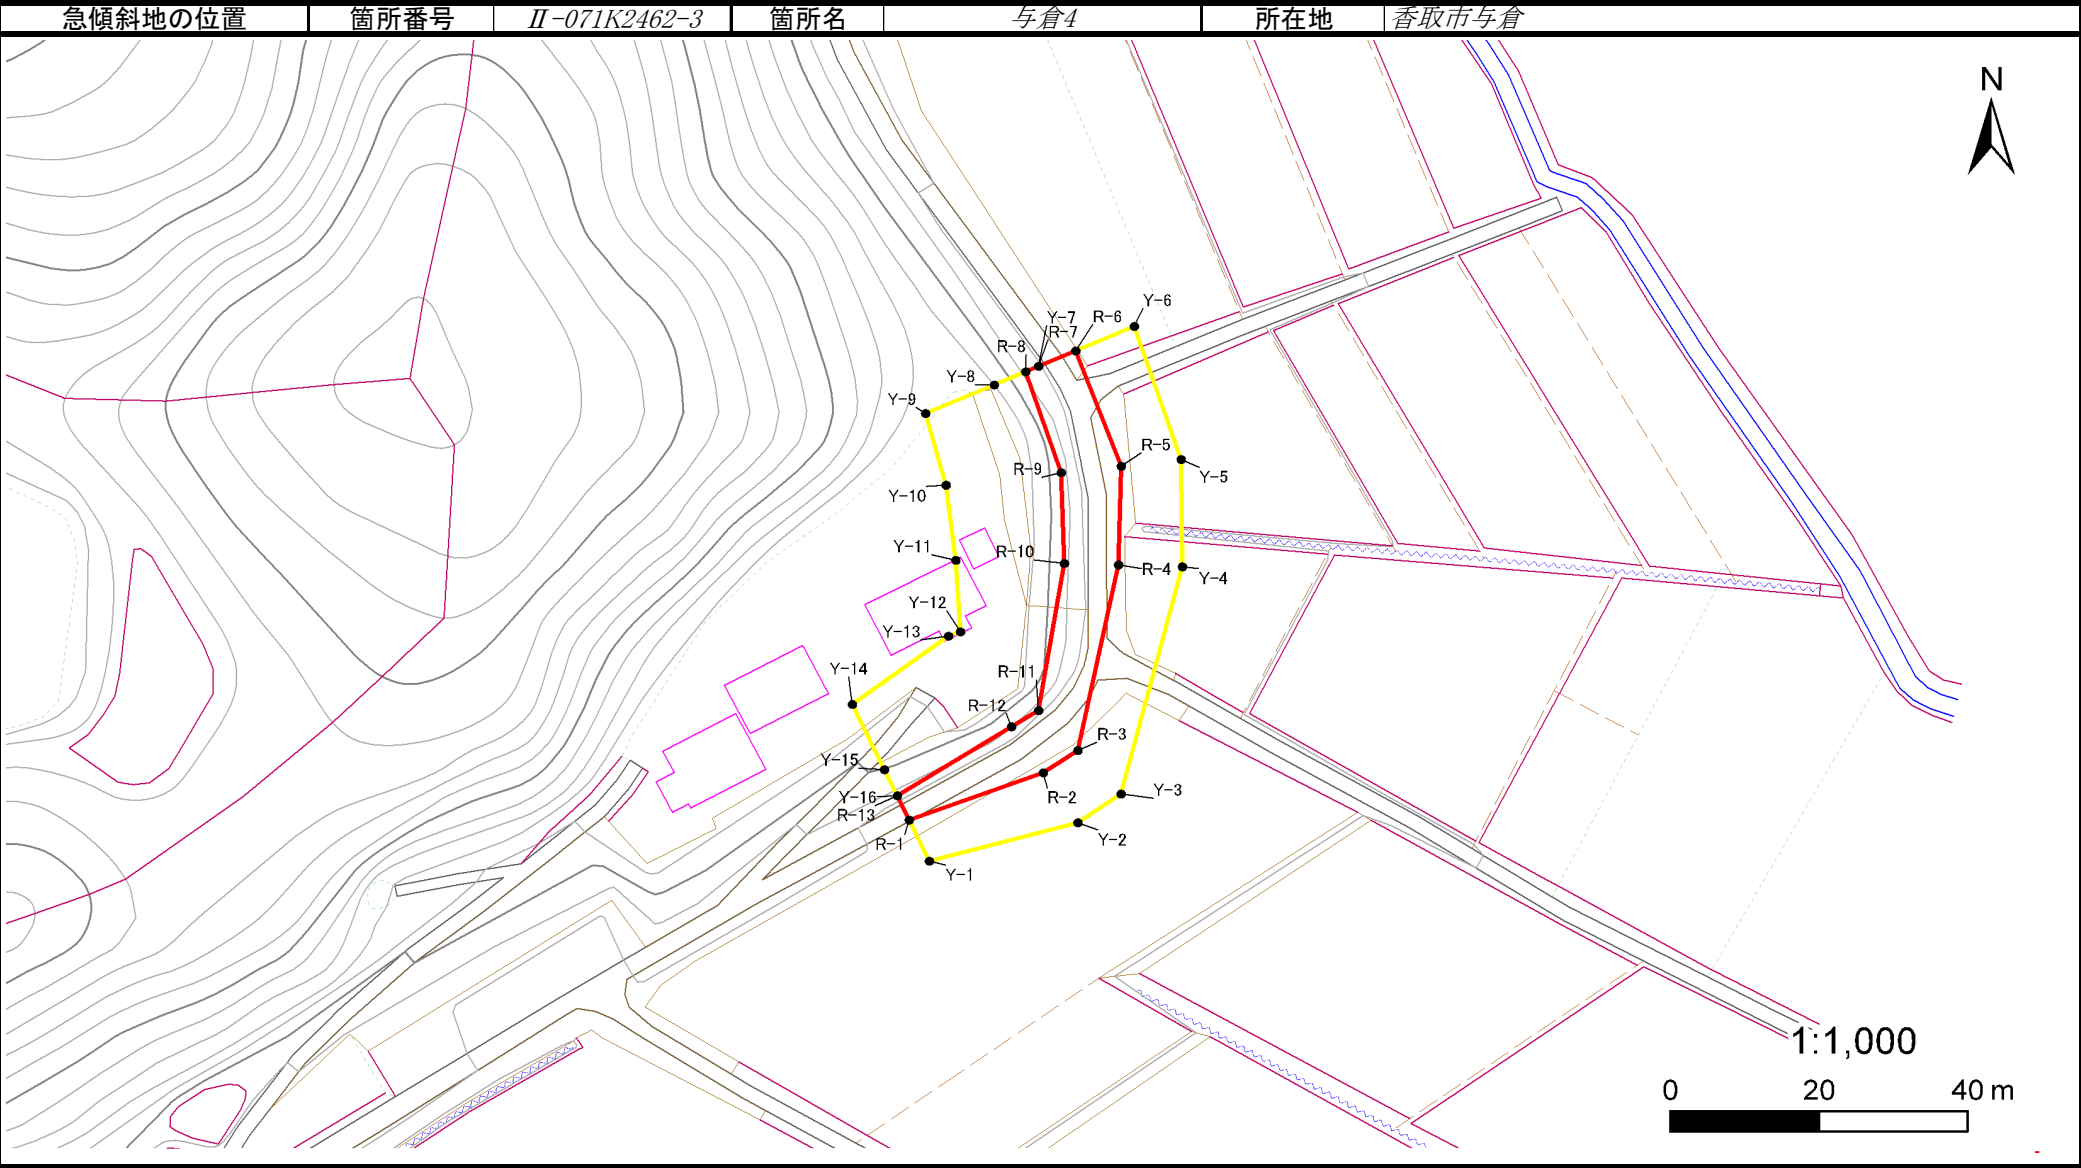 急傾斜地の位置 箇所番号 Ⅱ-071K2462-3 箇所名 与倉4 所在地 香取市与倉
N
Y-6
Y-7 R-6
R-7
R-8
Y-8
Y-9
R-5
R-9
Y-5
Y-10
Y-11
R-10
R-4
Y-4
Y-12
Y-13
Y-14
R-11
R-12
R-3
Y-15
Y-16
R-2
Y-3
R-13
R-1
Y-2
Y-1
1:1,000
0 20 40 m